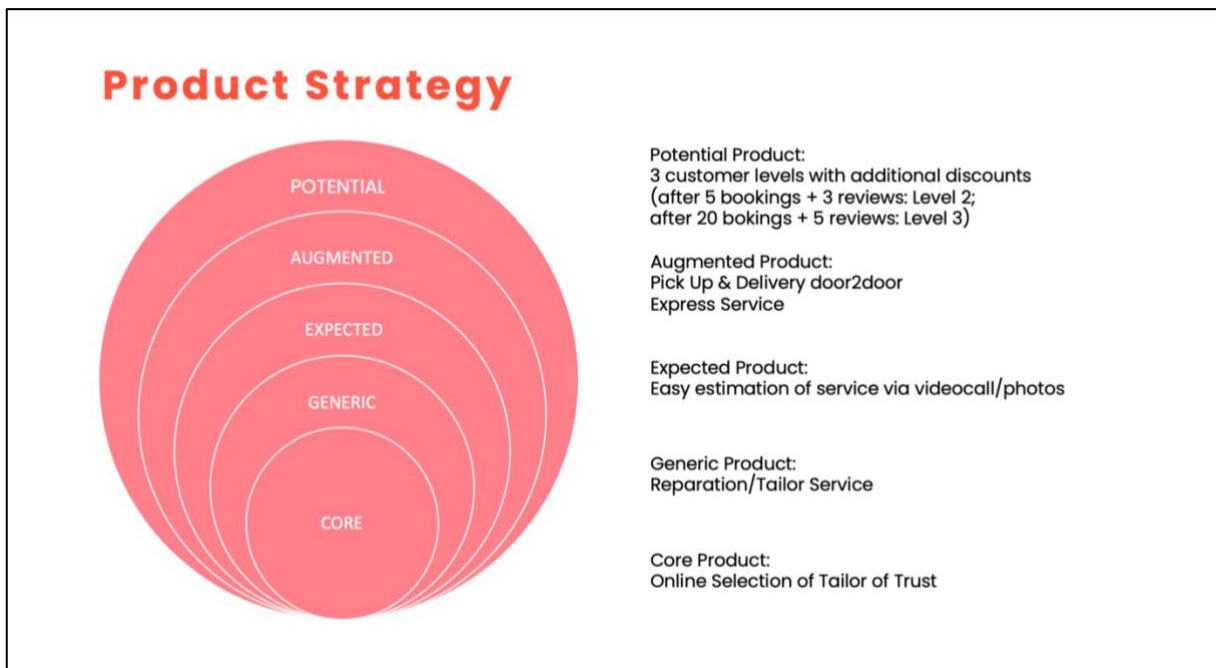 Product Strategy
POTENTIAL
AUGMENTED
EXPECTED
GENERIC
CORE
Potential Product:
3 customer levels with additional discounts
(after 5 bookings + 3 reviews: Level 2;
after 20 bokings + 5 reviews: Level 3)
Augmented Product:
Pick Up & Delivery door2door
Express Service
Expected Product:
Easy estimation of service via videocall/photos
Generic Product:
Reparation/Tailor Service
Core Product:
Online Selection of Tailor of Trust